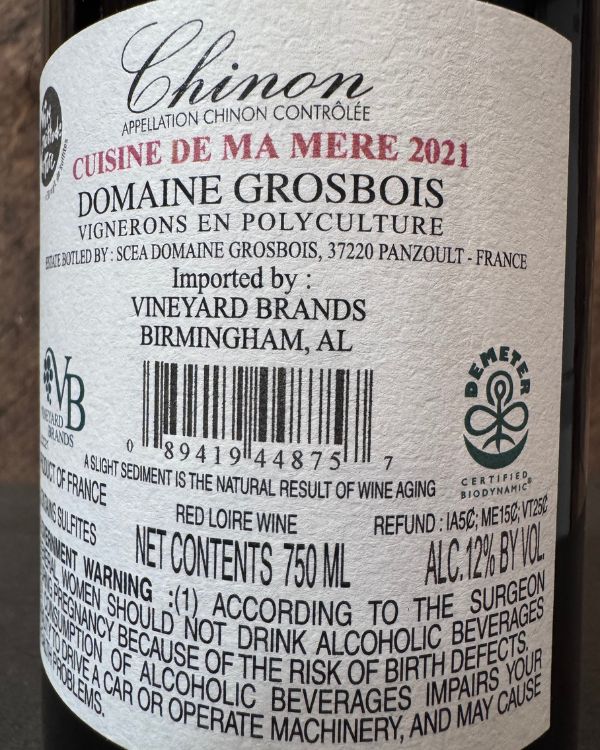 Chinon
APPELLATION CHINON CONTRÔLÉE
CUISINE DE MA MERE 2021
DOMAINE GROSBOIS
VIGNERONS EN POLYCULTURE
BOTLED BY : SCEA DOMAINE GROSBOIS, 37220 PANZOULT - FRANCE
Imported by :
VINEYARD BRANDS
BIRMINGHAM, AL
VB
BRANDS
DEMETER
CERTIFIED
BIODYNAMIC®
0 89419 44875 7
A SLIGHT SEDIMENT IS THE NATURAL RESULT OF WINE AGING
OF FRANCE
SULFITES
RED LOIRE WINE
REFUND : IA5₵; ME15₵; VT25₵
NET CONTENTS 750 ML
ALC.12% BY VOL.
WARNING :(1) ACCORDING TO THE SURGEON
WOMEN SHOULD NOT DRINK ALCOHOLIC BEVERAGES
PREGNANCY BECAUSE OF THE RISK OF BIRTH DEFECTS.
OF ALCOHOLIC BEVERAGES IMPAIRS YOUR
TO DRIVE A CAR OR OPERATE MACHINERY, AND MAY CAUSE
PROBLEMS.